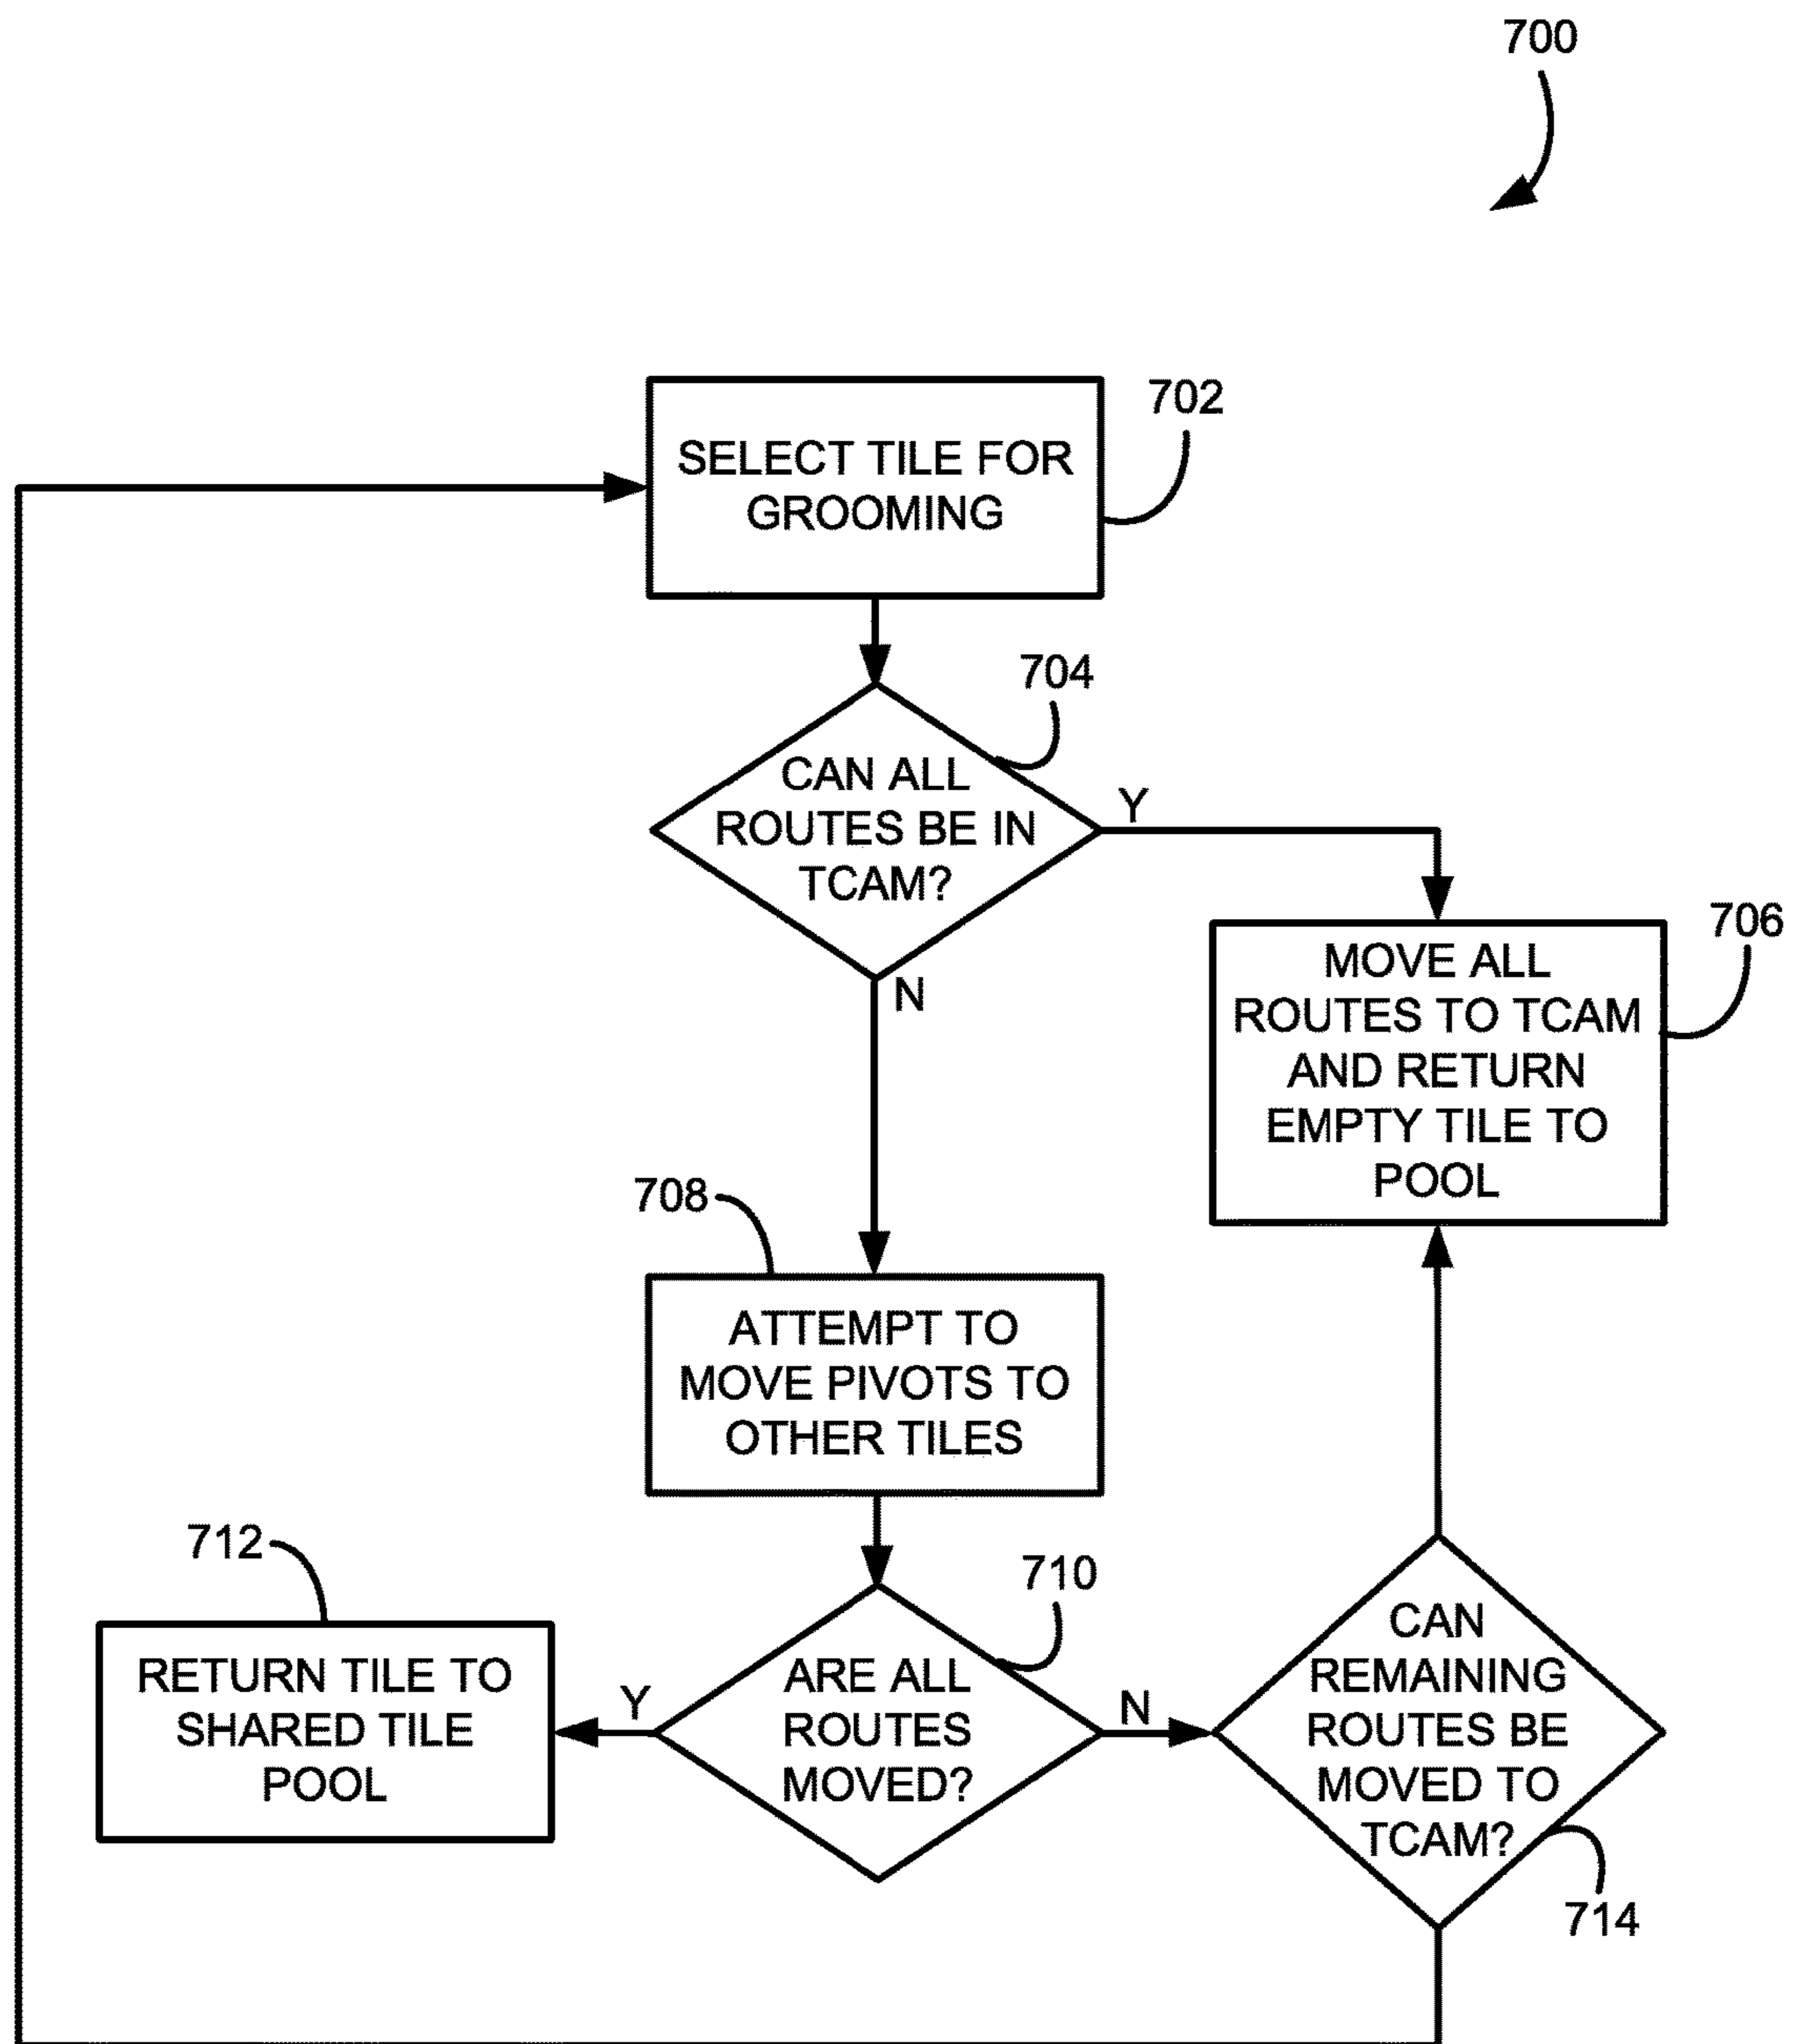 700
702
SELECT TILE FOR
GROOMING
704
CAN ALL
ROUTES BE IN
TCAM?
Y
N
706
MOVE ALL
ROUTES TO TCAM
AND RETURN
EMPTY TILE TO
POOL
708
ATTEMPT TO
MOVE PIVOTS TO
OTHER TILES
712
RETURN TILE TO
SHARED TILE
POOL
710
ARE ALL
ROUTES
MOVED?
Y
N
CAN
REMAINING
ROUTES BE
MOVED TO
TCAM?
714